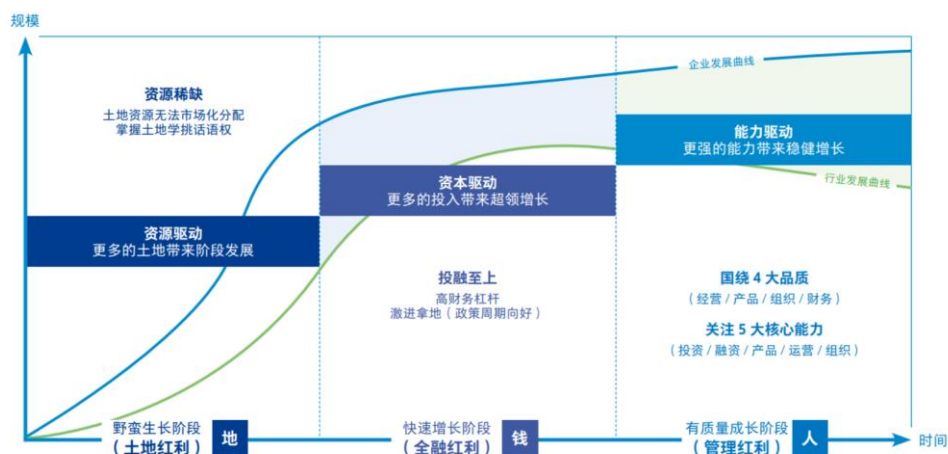 规模
企业发展曲线
资源稀缺
土地资源无法市场化分配
掌握土地学挑话语权
能力驱动
更强的能力带来稳健增长
资本驱动
更多的投入带来超领增长
行业发展曲线
资源驱动
更多的土地带来阶段发展
投融至上
高财务杠杆
激进拿地（政策周期向好）
国绕 4 大品质
（经营 / 产品 / 组织 / 财务）
关注 5 大核心能力
（投资 / 融资 / 产品 / 运营 / 组织）
野蛮生长阶段
（土地红利）
地
快速增长阶段
（全融红利）
钱
有质量成长阶段
（管理红利）
人
时间